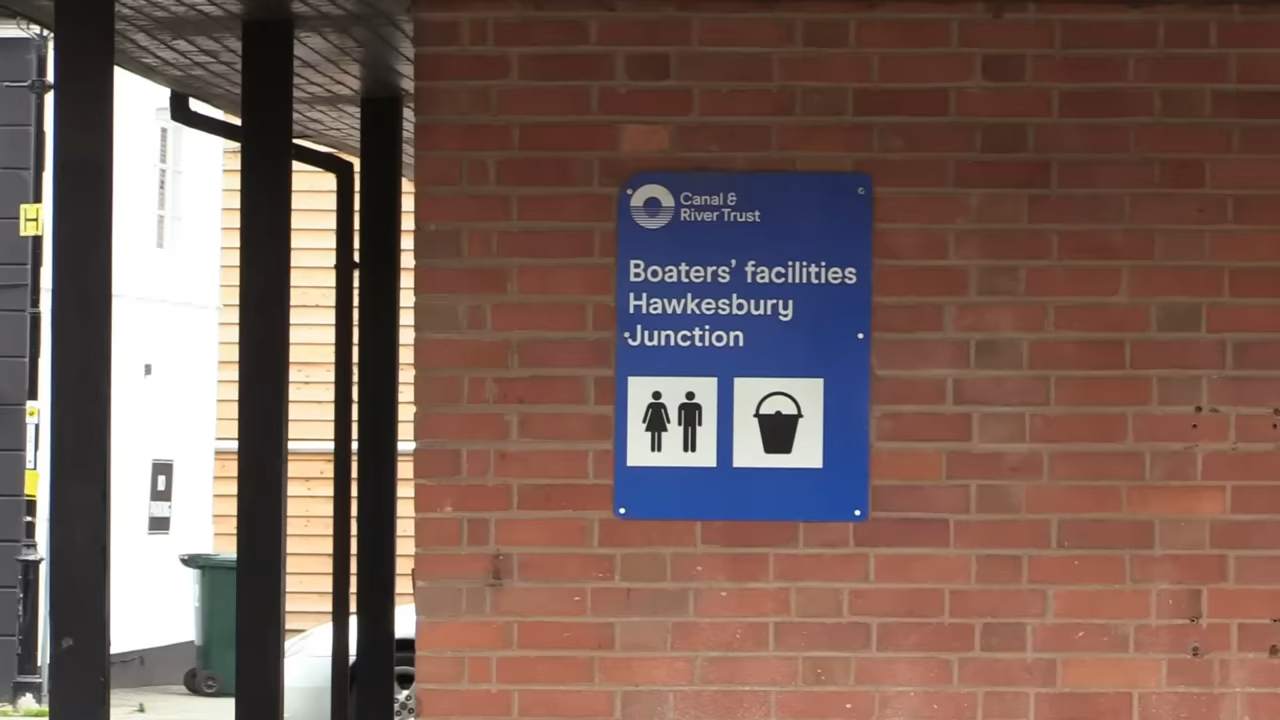 H
Canal &
River Trust
Boaters' facilities
Hawkesbury
Junction
D